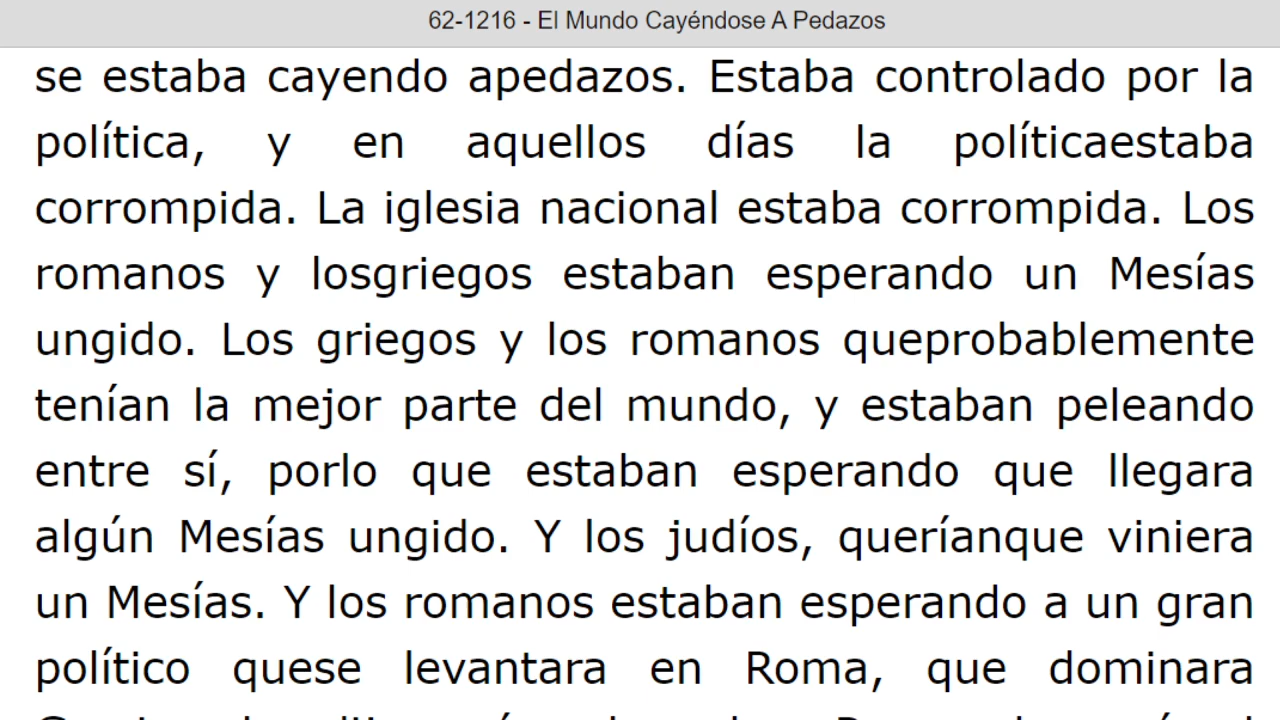 62-1216 - El Mundo Cayéndose A Pedazos
se estaba cayendo apedazos. Estaba controlado por la
política, y en aquellos días la políticaestaba
corrompida. La iglesia nacional estaba corrompida. Los
romanos y losgriegos estaban esperando un Mesías
ungido. Los griegos y los romanos queprobablemente
tenían la mejor parte del mundo, y estaban peleando
entre sí, porlo que estaban esperando que llegara
algún Mesías ungido. Y los judíos, queríanque viniera
un Mesías. Y los romanos estaban esperando a un gran
político quese levantara en Roma, que dominara